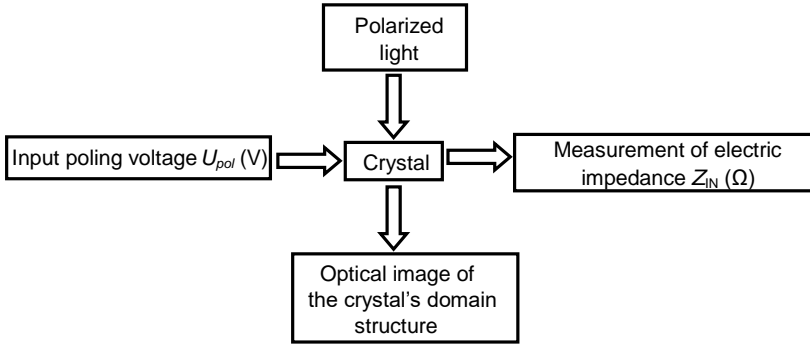 Polarized
light
Input poling voltage Upol (V)
Crystal
Measurement of electric
impedance ZIN (Ω)
Optical image of
the crystal’s domain
structure